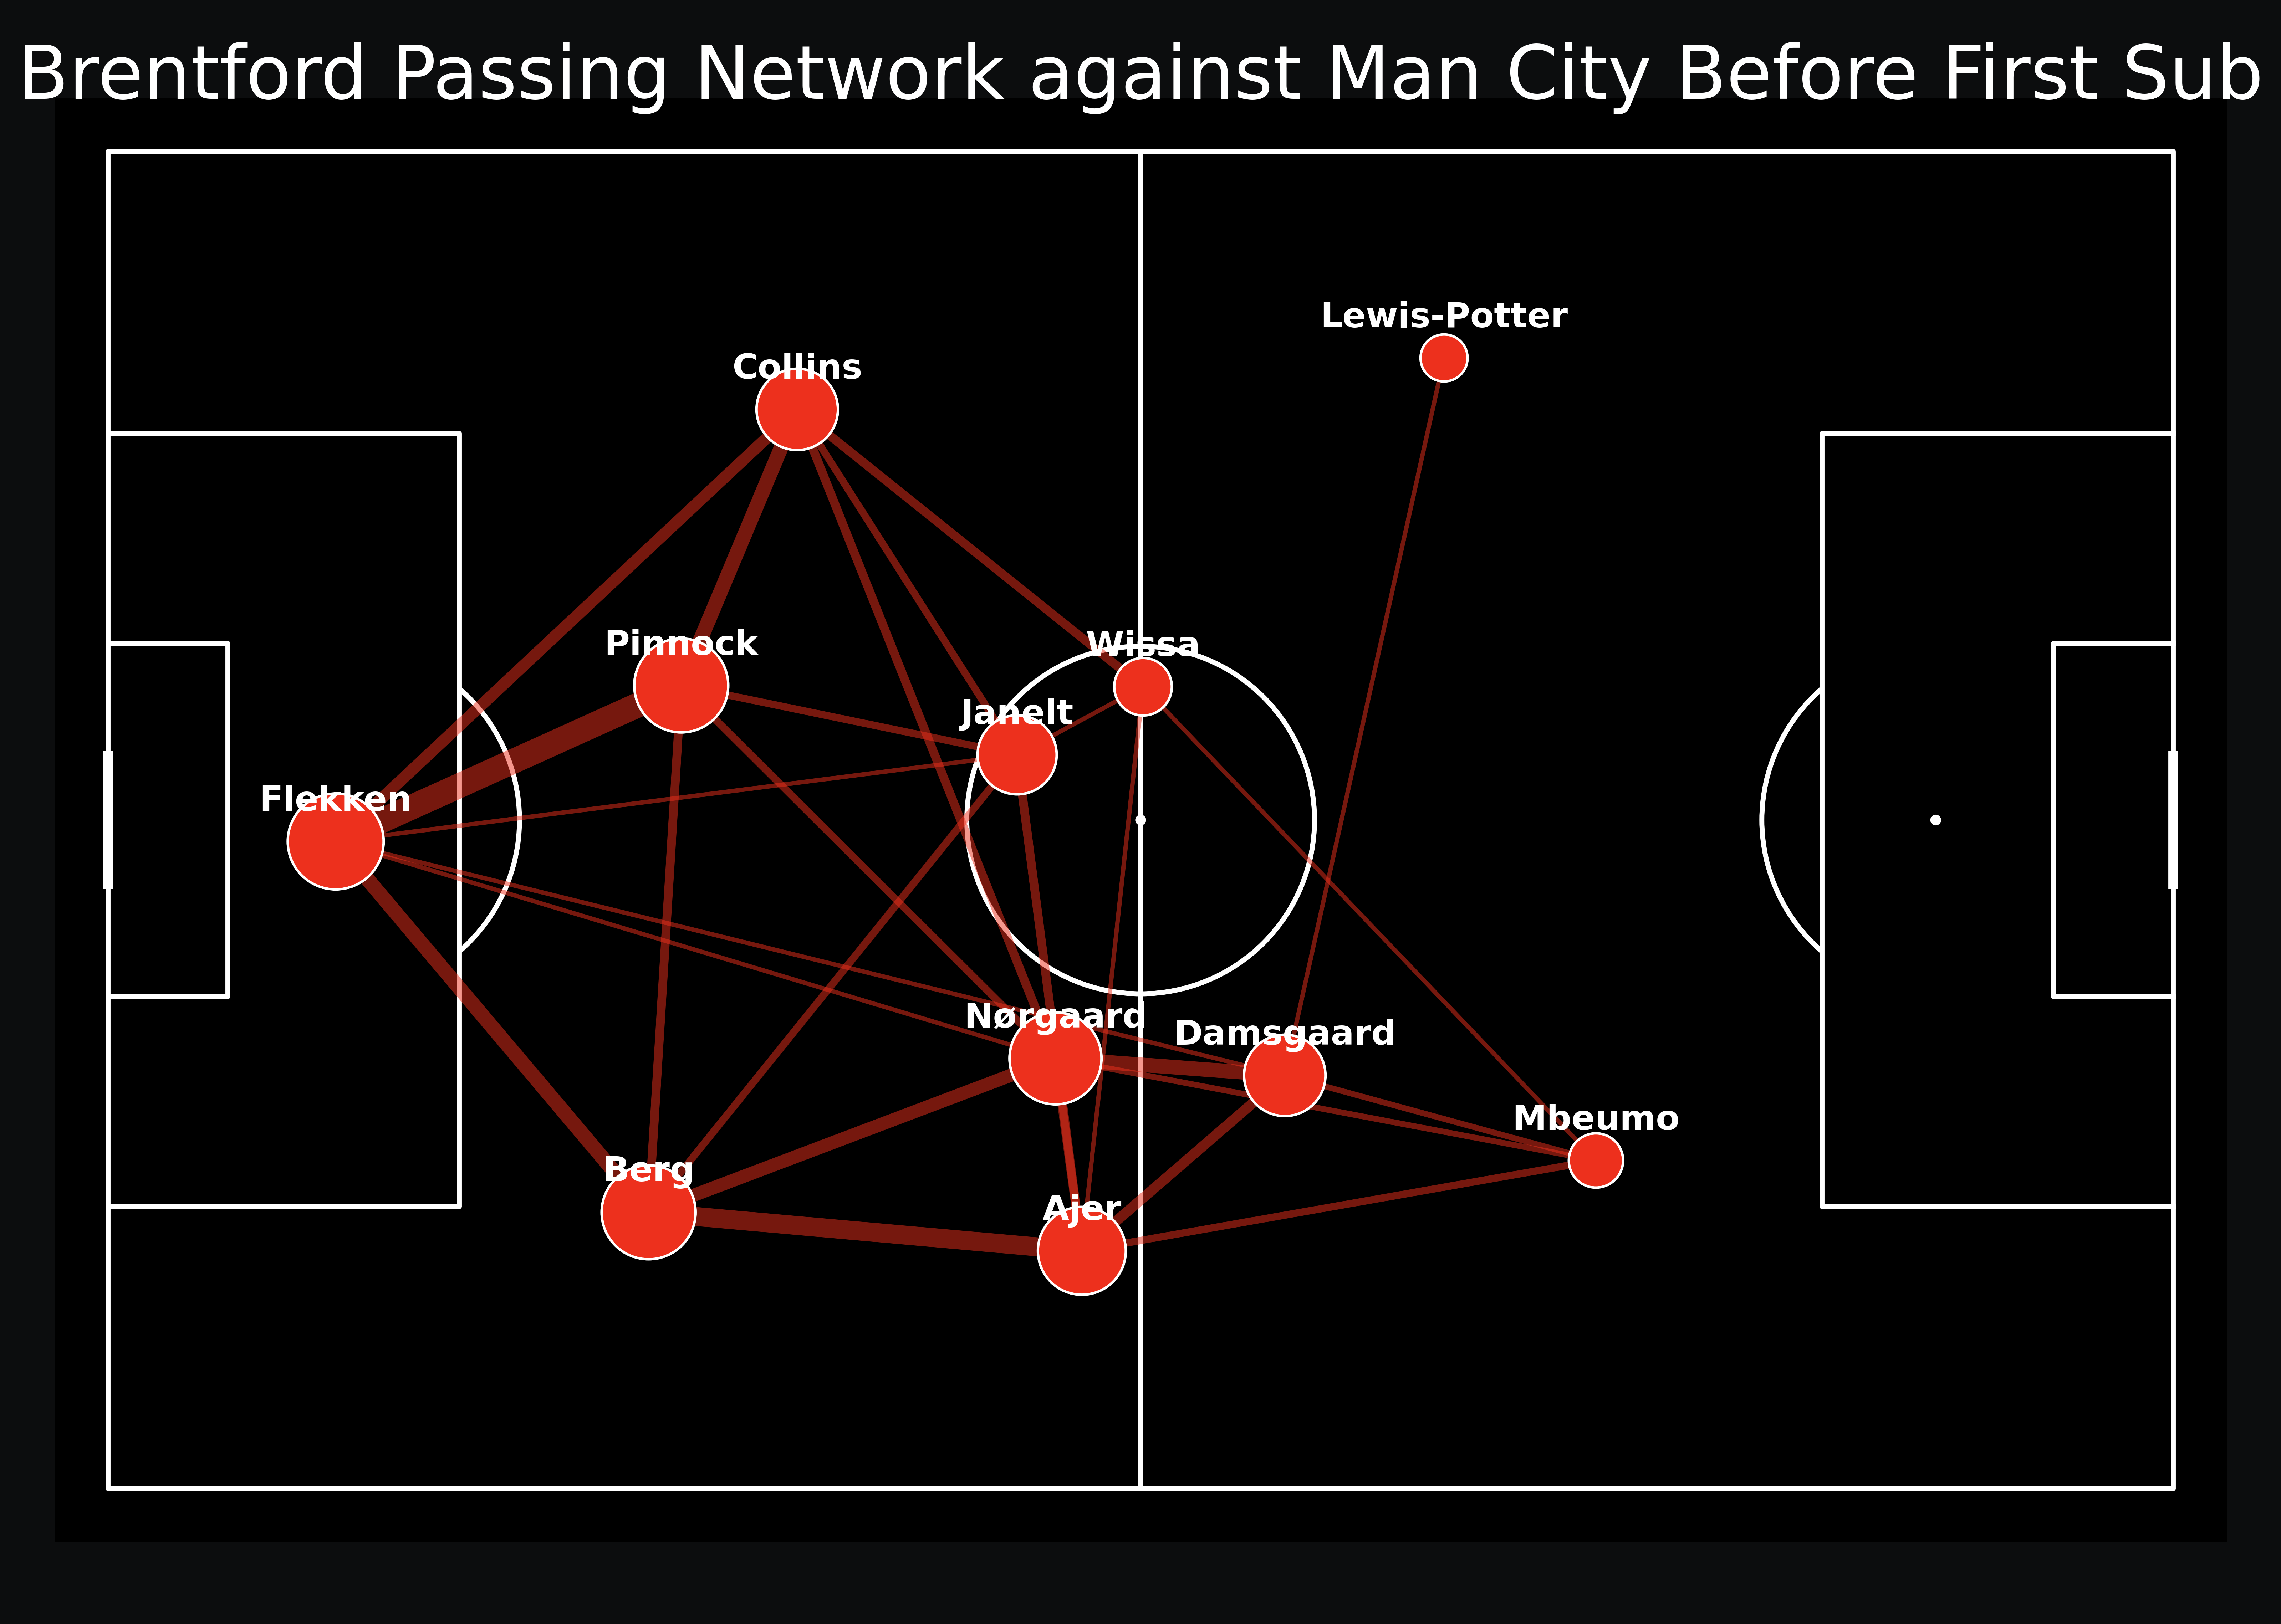 Brentford Passing Network against Man City Before First Sub
Lewis-Potter
Collins
Pinnock
Wissa
Janelt
Flekken
Nørgaard
Damsgaard
Mbeumo
Berg
Ajer